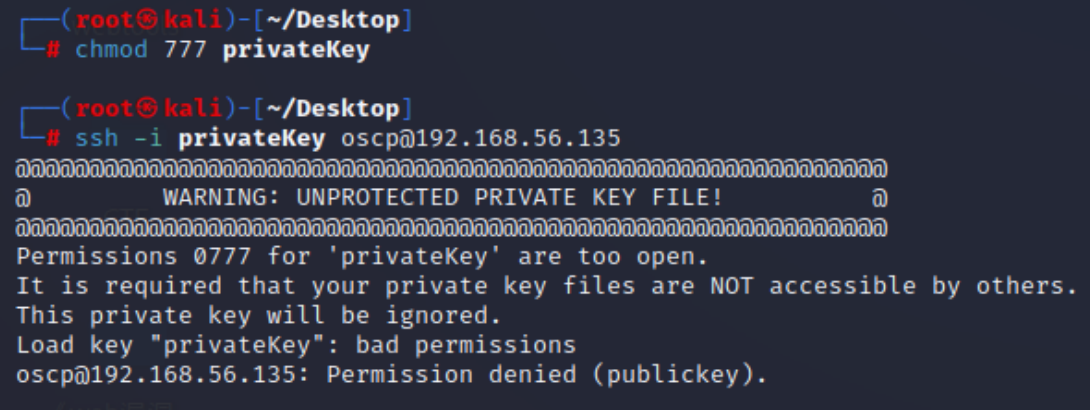 ┌──(root㉿kali)-[~/Desktop]
└─# chmod 777 privateKey
┌──(root㉿kali)-[~/Desktop]
└─# ssh -i privateKey oscp@192.168.56.135
@@@@@@@@@@@@@@@@@@@@@@@@@@@@@@@@@@@@@@@@@@@@@@@@@@@@@@@@@@@
@         WARNING: UNPROTECTED PRIVATE KEY FILE!          @
@@@@@@@@@@@@@@@@@@@@@@@@@@@@@@@@@@@@@@@@@@@@@@@@@@@@@@@@@@@
Permissions 0777 for 'privateKey' are too open.
It is required that your private key files are NOT accessible by others.
This private key will be ignored.
Load key "privateKey": bad permissions
oscp@192.168.56.135: Permission denied (publickey).